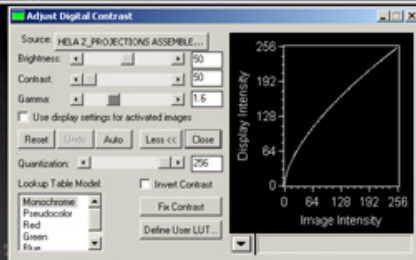 Adjust Digital Contrast
Source: HELA Z_PROJECTIONS ASSEMBLE...
Brightness: 50
Contrast: 50
Gamma: 1.6
Use display settings for activated images
Reset Undo Auto Less << Close
Quantization: 256
Lookup Table Model:
Invert Contrast
Monochrome
Pseudocolor
Red
Green
Blue
Fix Contrast
Define User LUT...
Display Intensity
256
192
128
64
0
0 64 128 192 256
Image Intensity